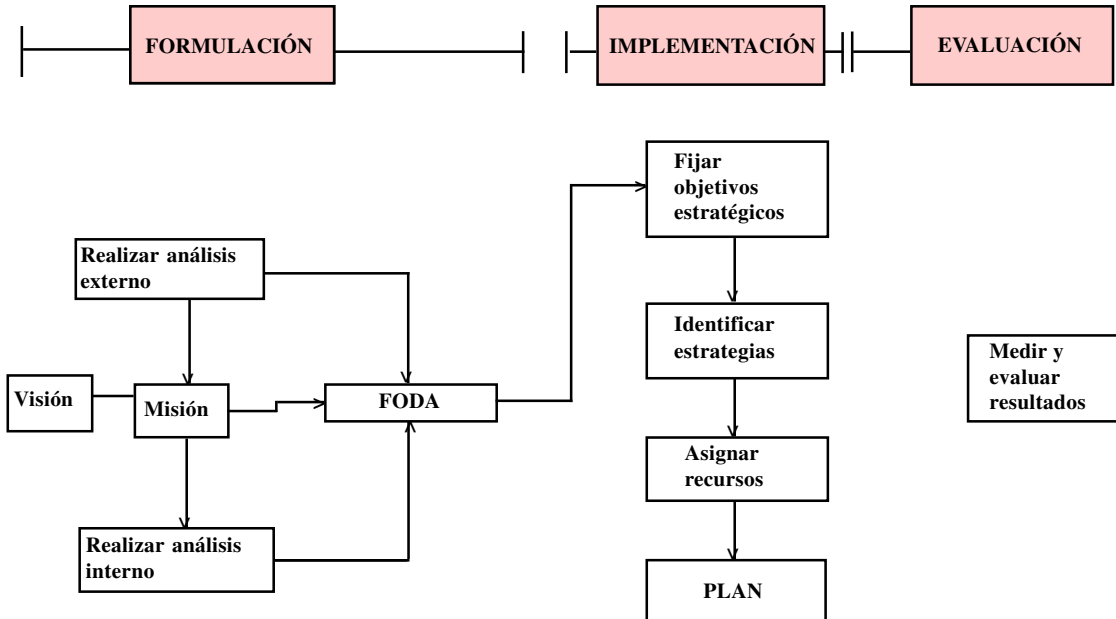 FORMULACIÓN
IMPLEMENTACIÓN
EVALUACIÓN
Fijar
objetivos
estratégicos
Realizar análisis
externo
Identificar
estrategias
Medir y
evaluar
resultados
Visión
Misión
FODA
Asignar
recursos
Realizar análisis
interno
PLAN